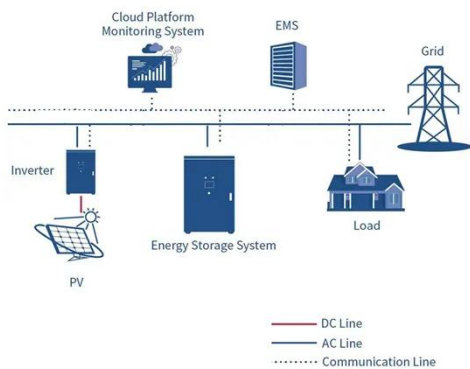 Cloud Platform
Monitoring System
EMS
Grid
Inverter
Energy Storage System
Load
PV
DC Line
AC Line
Communication Line